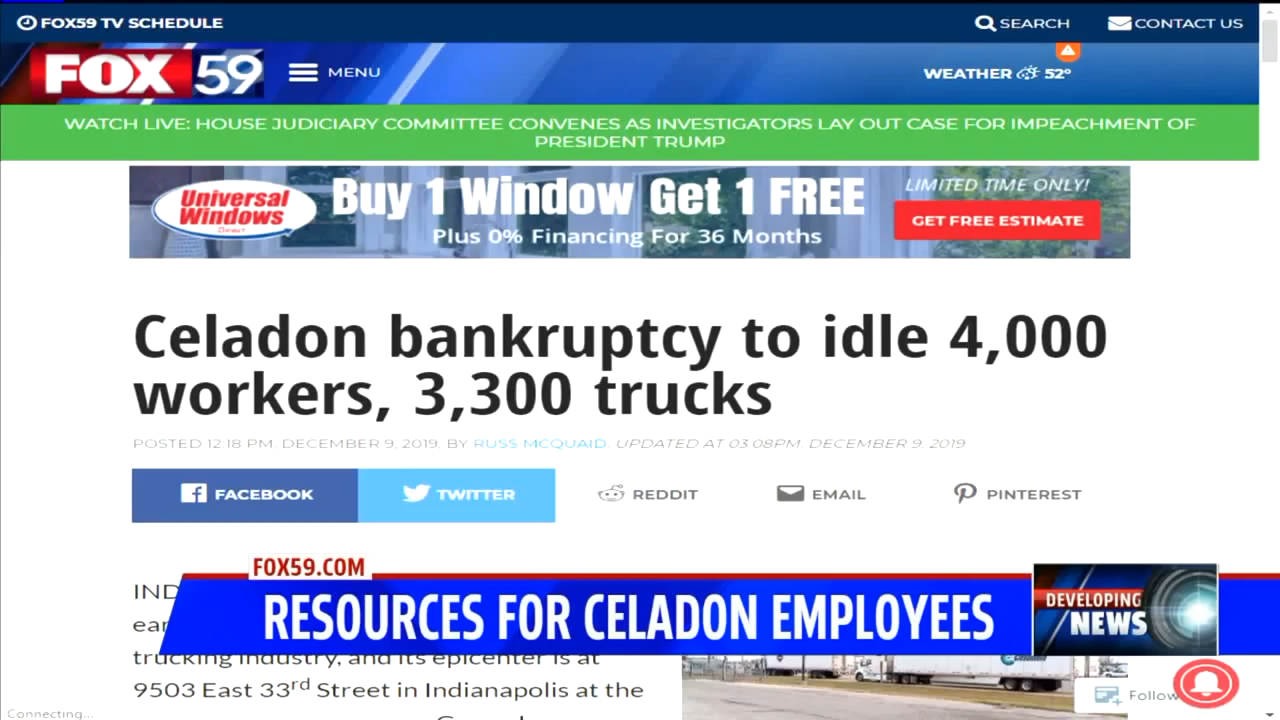 FOX59 TV SCHEDULE
SEARCH
CONTACT US
FOX 59
MENU
WEATHER 52°
WATCH LIVE: HOUSE JUDICIARY COMMITTEE CONVENES AS INVESTIGATORS LAY OUT CASE FOR IMPEACHMENT OF
PRESIDENT TRUMP
Universal
Windows
Direct
Buy 1 Window Get 1 FREE
Plus 0% Financing For 36 Months
LIMITED TIME ONLY!
GET FREE ESTIMATE
Celadon bankruptcy to idle 4,000
workers, 3,300 trucks
POSTED 12:18 PM, DECEMBER 9, 2019, BY RUSS MCQUAID, UPDATED AT 03:08PM, DECEMBER 9, 2019
FACEBOOK
TWITTER
REDDIT
EMAIL
PINTEREST
FOX59.COM
RESOURCES FOR CELADON EMPLOYEES
DEVELOPING
NEWS
trucking industry, and its epicenter is at
9503 East 33rd Street in Indianapolis at the
Follow
Connecting...